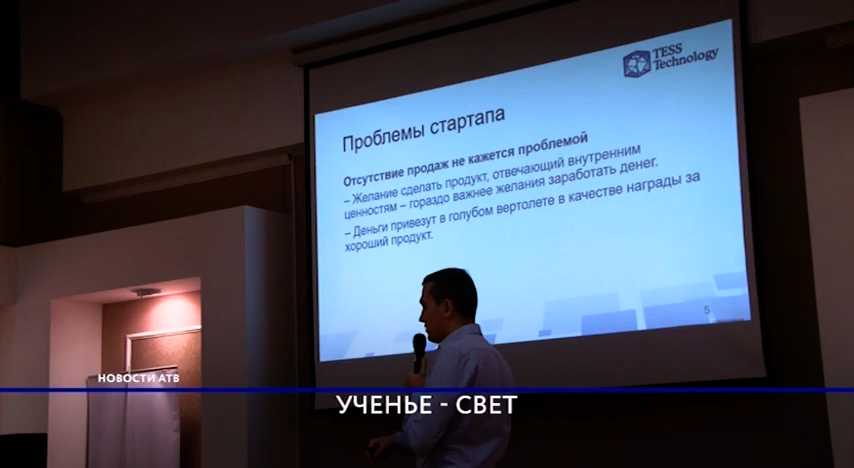 TESS
Technology
Проблемы стартапа
Отсутствие продаж не кажется проблемой
– Желание сделать продукт, отвечающий внутренним
ценностям – гораздо важнее желания заработать денег.
– Деньги привезут в голубом вертолете в качестве награды за
хороший продукт.
5
НОВОСТИ АТВ
УЧЕНЬЕ - СВЕТ